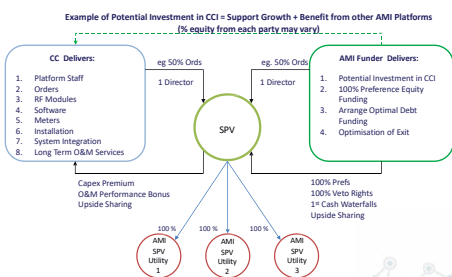 Example of Potential Investment in CCI = Support Growth + Benefit from other AMI Platforms
(% equity from each party may vary)
CC Delivers:
1. Platform Staff
2. Orders
3. RF Modules
4. Software
5. Meters
6. Installation
7. System Integration
8. Long Term O&M Services
eg. 50% Ords
1 Director
SPV
eg. 50% Ords
1 Director
AMI Funder Delivers:
1. Potential Investment in CCI
2. 100% Preference Equity
Funding
3. Arrange Optimal Debt
Funding
4. Optimisation of Exit
Capex Premium
O&M Performance Bonus
Upside Sharing
100% Prefs
100% Veto Rights
1st Cash Waterfalls
Upside Sharing
100 %
100 %
100 %
AMI
SPV
Utility
1
AMI
SPV
Utility
2
AMI
SPV
Utility
3